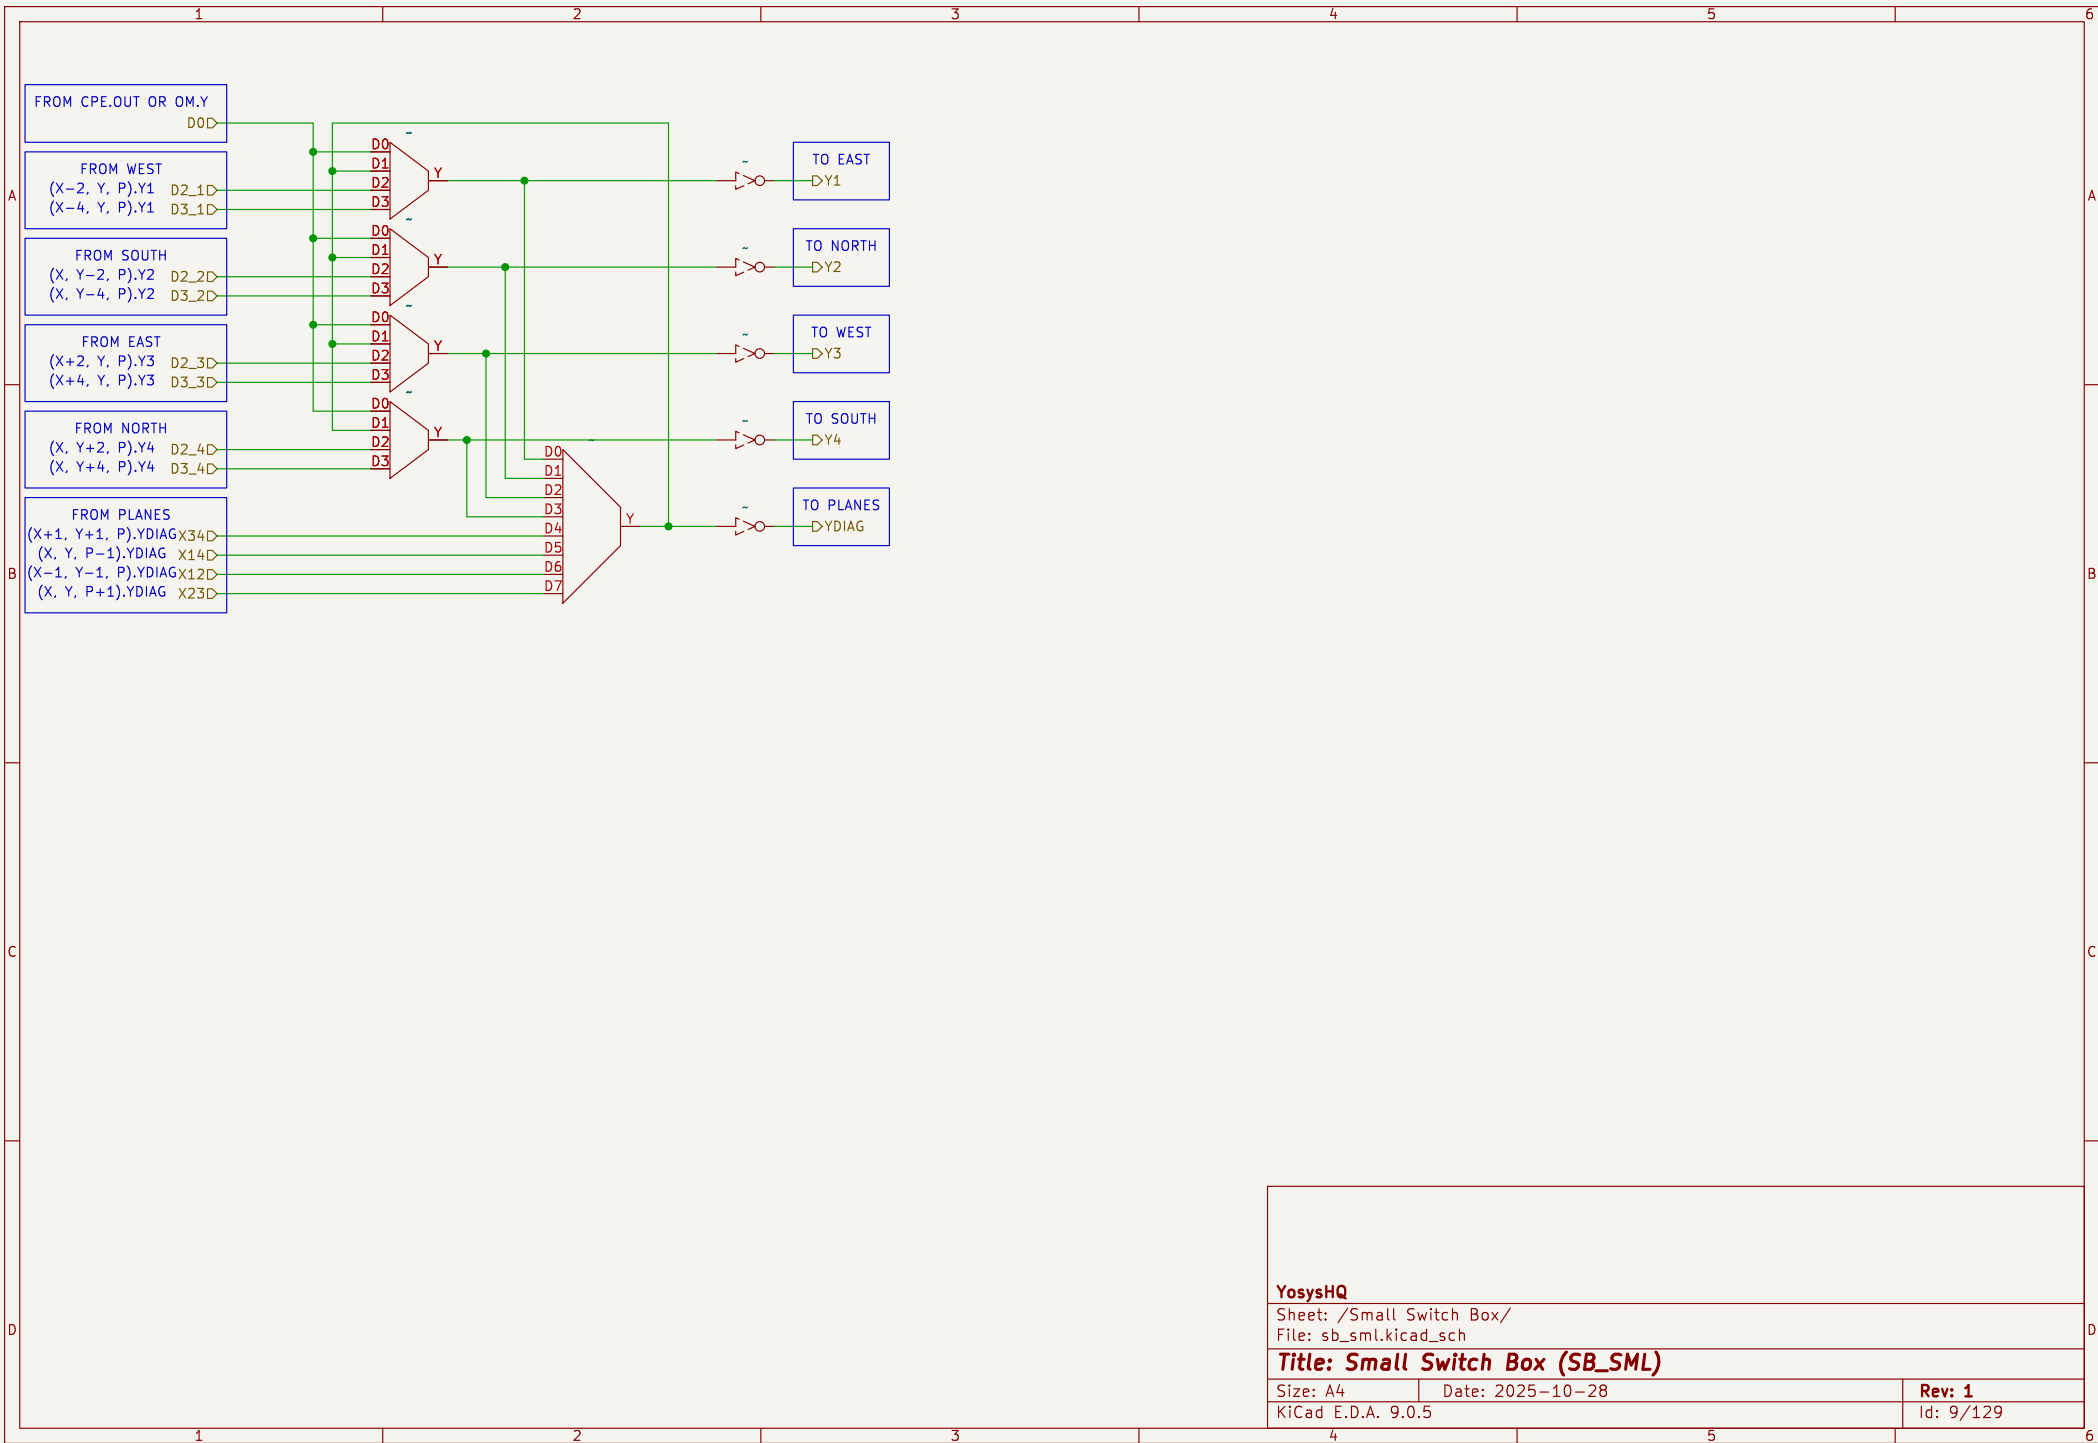 1 2 3 4 5 6
A
B
C
D
FROM CPE.OUT OR OM.Y
D0
FROM WEST
(X-2, Y, P).Y1 D2_1
(X-4, Y, P).Y1 D3_1
FROM SOUTH
(X, Y-2, P).Y2 D2_2
(X, Y-4, P).Y2 D3_2
FROM EAST
(X+2, Y, P).Y3 D2_3
(X+4, Y, P).Y3 D3_3
FROM NORTH
(X, Y+2, P).Y4 D2_4
(X, Y+4, P).Y4 D3_4
FROM PLANES
(X+1, Y+1, P).YDIAG X34
(X, Y, P-1).YDIAG X14
(X-1, Y-1, P).YDIAG X12
(X, Y, P+1).YDIAG X23
~
D0
D1
D2
D3
Y
~
D0
D1
D2
D3
Y
~
D0
D1
D2
D3
Y
~
D0
D1
D2
D3
Y
~
D0
D1
D2
D3
D4
D5
D6
D7
Y
~
TO EAST
Y1
~
TO NORTH
Y2
~
TO WEST
Y3
~
TO SOUTH
Y4
~
TO PLANES
YDIAG
A
B
C
D
YosysHQ
Sheet: /Small Switch Box/
File: sb_sml.kicad_sch
Title: Small Switch Box (SB_SML)
Size: A4 Date: 2025-10-28 Rev: 1
KiCad E.D.A. 9.0.5 Id: 9/129
1 2 3 4 5 6